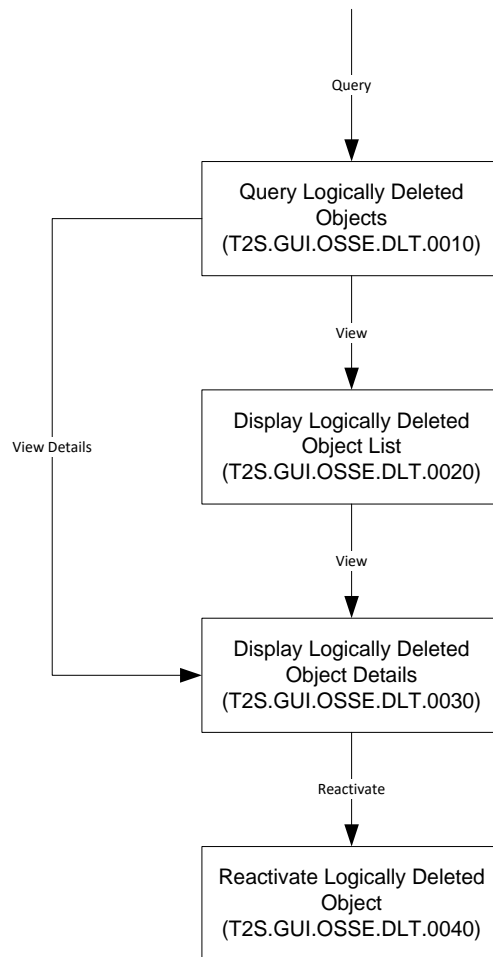 Query
Query Logically Deleted
Objects
(T2S.GUI.OSSE.DLT.0010)
View
Display Logically Deleted
Object List
(T2S.GUI.OSSE.DLT.0020)
View Details
View
Display Logically Deleted
Object Details
(T2S.GUI.OSSE.DLT.0030)
Reactivate
Reactivate Logically Deleted
Object
(T2S.GUI.OSSE.DLT.0040)